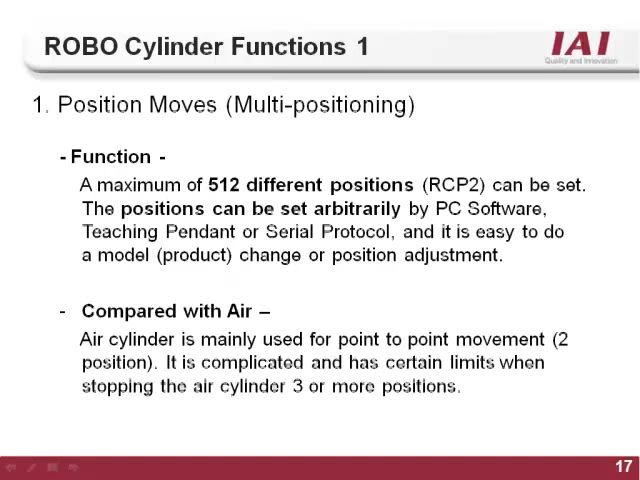 ROBO Cylinder Functions 1
IAI
Quality and Innovation
1. Position Moves (Multi-positioning)
- Function -
A maximum of 512 different positions (RCP2) can be set.
The positions can be set arbitrarily by PC Software,
Teaching Pendant or Serial Protocol, and it is easy to do
a model (product) change or position adjustment.
- Compared with Air –
Air cylinder is mainly used for point to point movement (2
position). It is complicated and has certain limits when
stopping the air cylinder 3 or more positions.
17